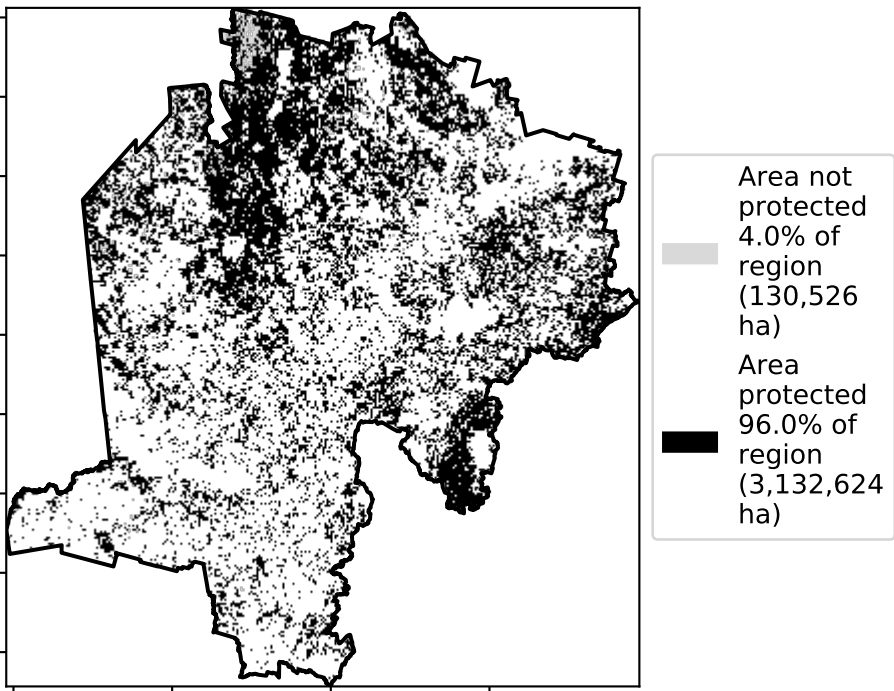 Area not
protected
4.0% of
region
(130,526
ha)
Area
protected
96.0% of
region
(3,132,624
ha)